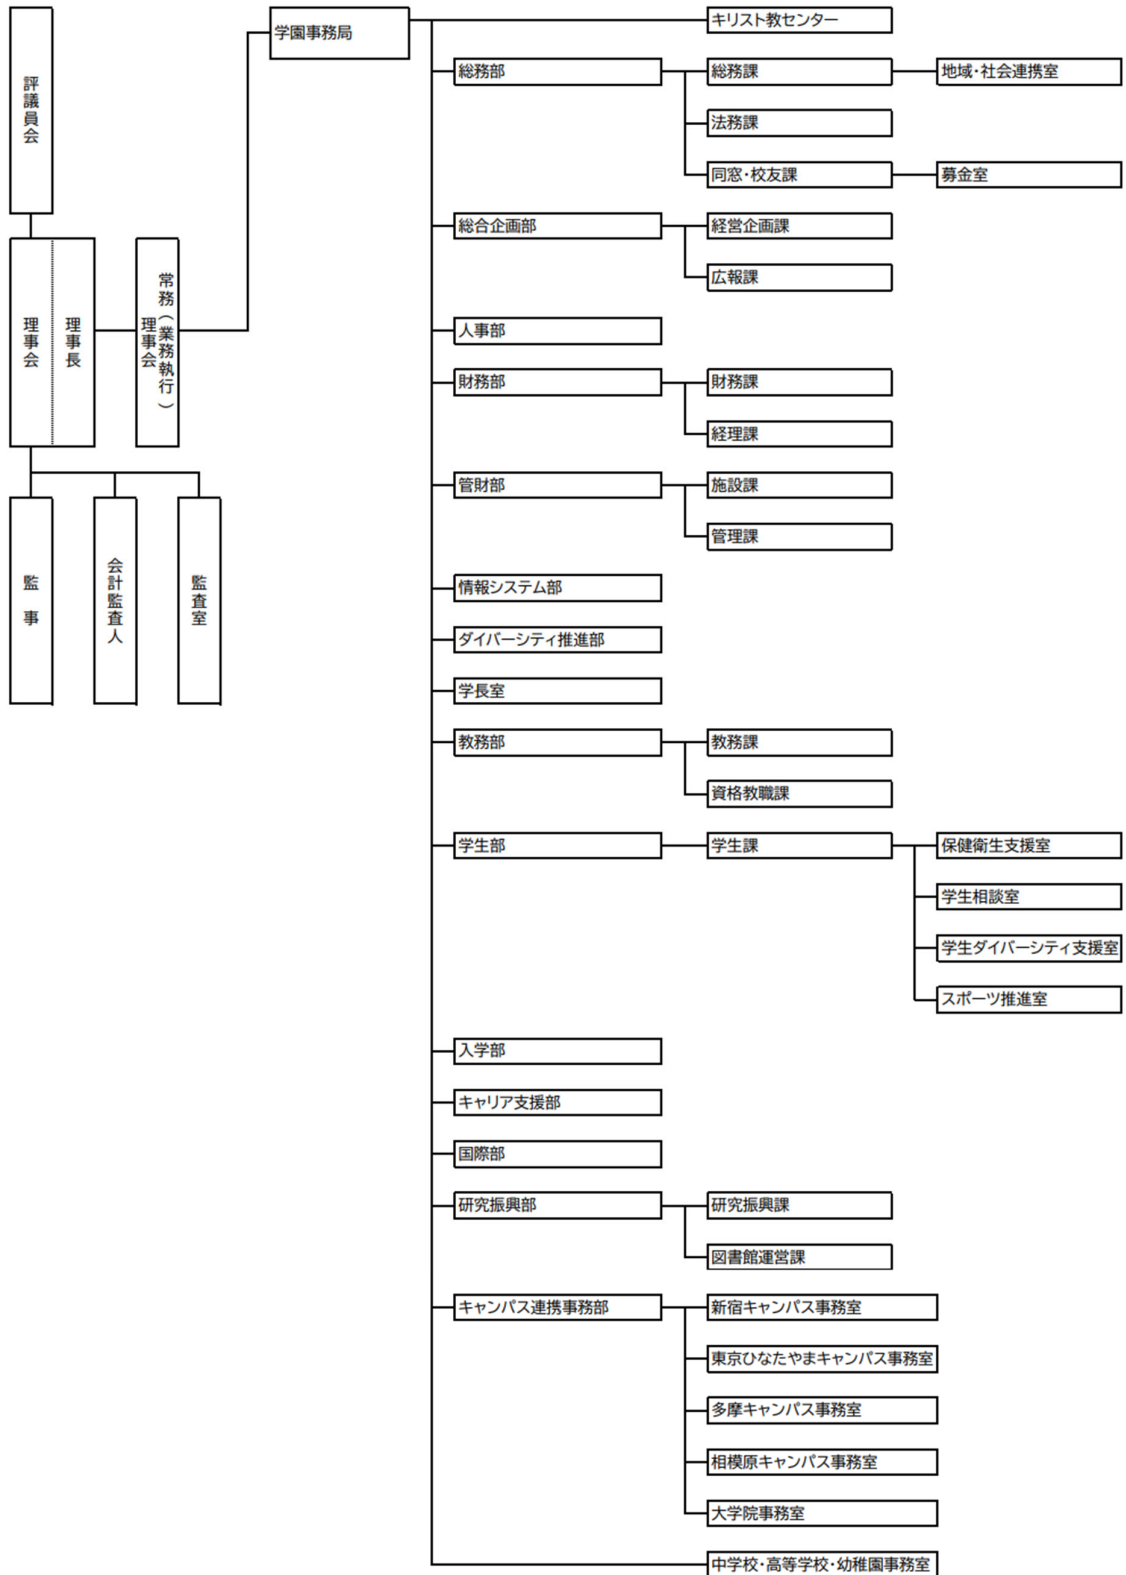 評議員会
理事会
理事長
常務(業務執行)
理事会
監 事
会計監査人
監査室
学園事務局
キリスト教センター
総務部
総務課
地域・社会連携室
法務課
同窓・校友課
募金室
総合企画部
経営企画課
広報課
人事部
財務部
財務課
経理課
管財部
施設課
管理課
情報システム部
ダイバーシティ推進部
学長室
教務部
教務課
資格教職課
学生部
学生課
保健衛生支援室
学生相談室
学生ダイバーシティ支援室
スポーツ推進室
入学部
キャリア支援部
国際部
研究振興部
研究振興課
図書館運営課
キャンパス連携事務部
新宿キャンパス事務室
東京ひなたやまキャンパス事務室
多摩キャンパス事務室
相模原キャンパス事務室
大学院事務室
中学校・高等学校・幼稚園事務室